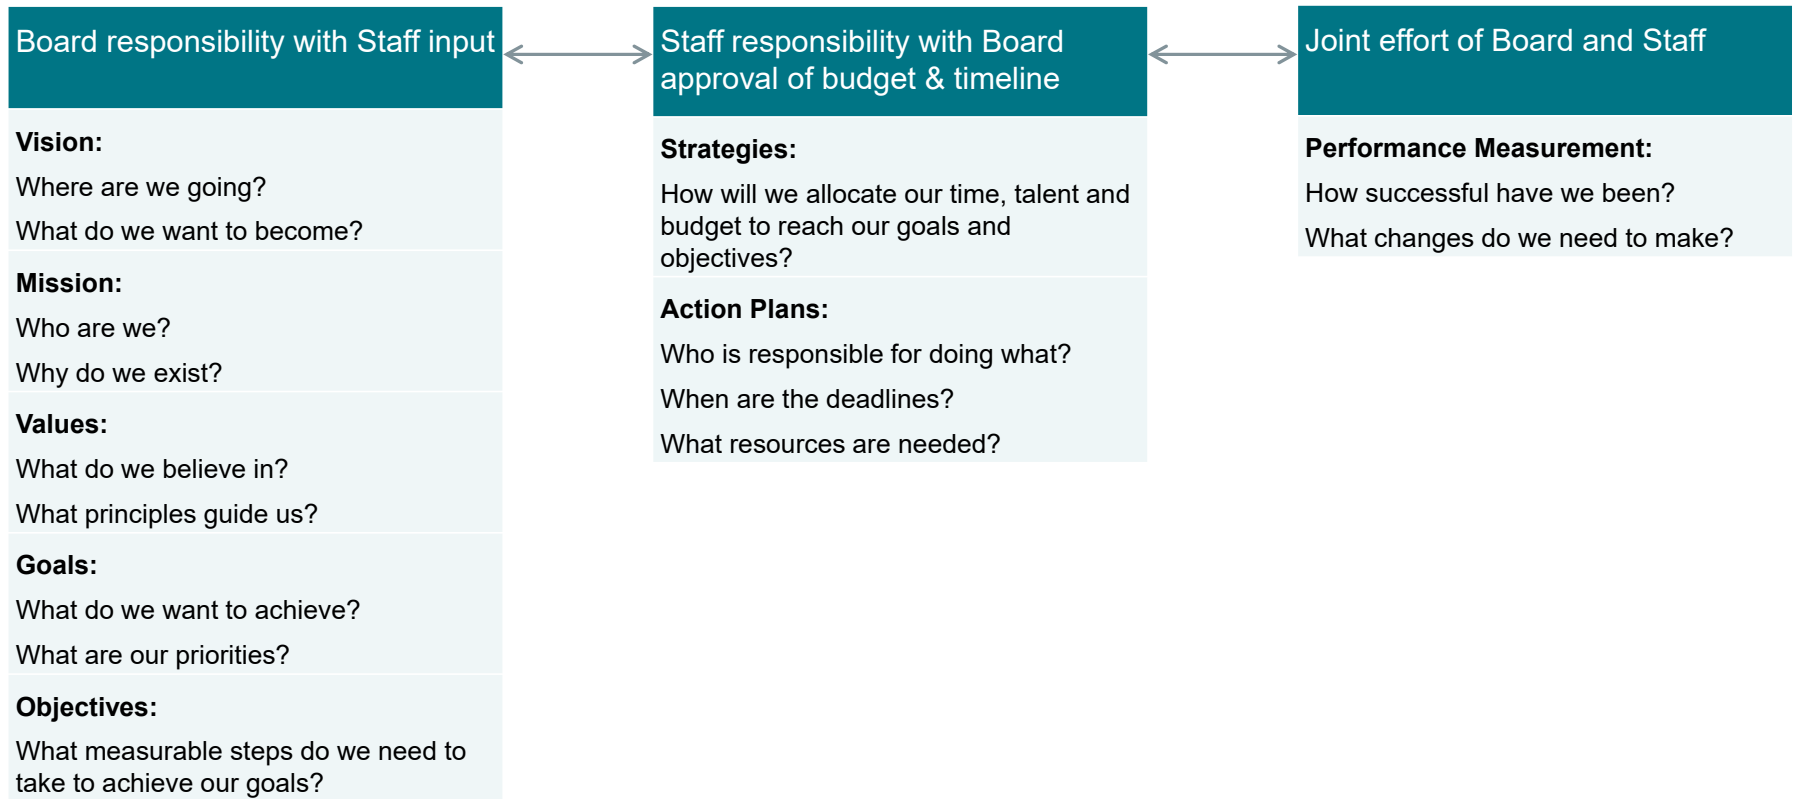 Board responsibility with Staff input
Vision:
Where are we going?
What do we want to become?
Mission:
Who are we?
Why do we exist?
Values:
What do we believe in?
What principles guide us?
Goals:
What do we want to achieve?
What are our priorities?
Objectives:
What measurable steps do we need to
take to achieve our goals?
Staff responsibility with Board
approval of budget & timeline
Strategies:
How will we allocate our time, talent and
budget to reach our goals and
objectives?
Action Plans:
Who is responsible for doing what?
When are the deadlines?
What resources are needed?
Joint effort of Board and Staff
Performance Measurement:
How successful have we been?
What changes do we need to make?